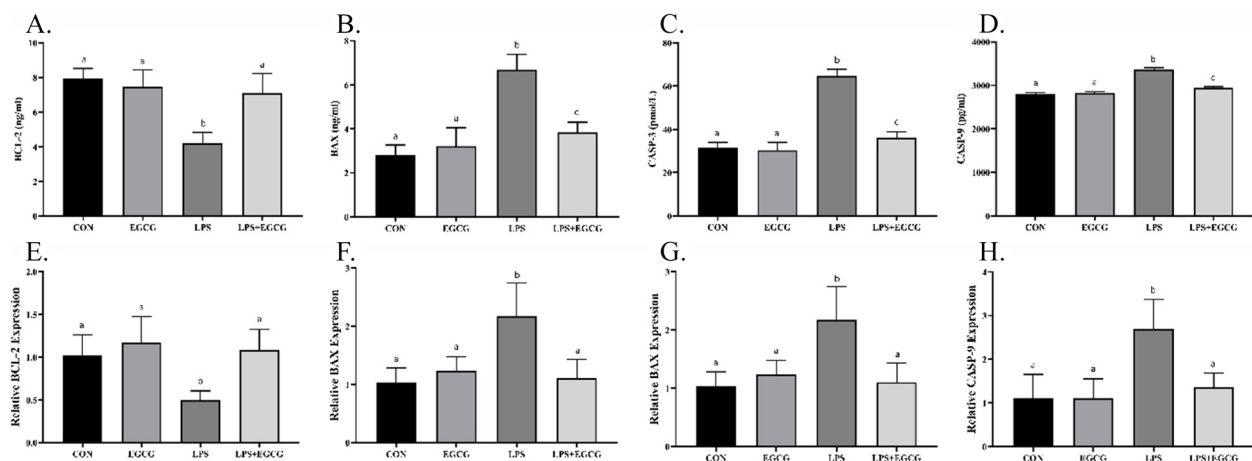 A.
BCL-2 (ng/ml)
10
8
6
4
2
0
a
a
b
a
CON
EGCG
LPS
LPS+EGCG
B.
BAX (ng/ml)
8
6
4
2
0
a
a
b
c
CON
EGCG
LPS
LPS+EGCG
C.
CASP-3 (pmol/L)
80
60
40
20
0
a
a
b
c
CON
EGCG
LPS
LPS+EGCG
D.
CASP-9 (pg/ml)
4000
3000
2000
1000
0
a
a
b
c
CON
EGCG
LPS
LPS+EGCG
E.
Relative BCL-2 Expression
2.0
1.5
1.0
0.5
0.0
a
a
a
CON
EGCG
LPS
LPS+EGCG
F.
Relative BAX Expression
3
2
1
0
a
a
b
a
CON
EGCG
LPS
LPS+EGCG
G.
Relative BAX Expression
3
2
1
0
a
a
b
a
CON
EGCG
LPS
LPS+EGCG
H.
Relative CASP-9 Expression
4
3
2
1
0
a
b
a
CON
EGCG
LPS
LPS+EGCG